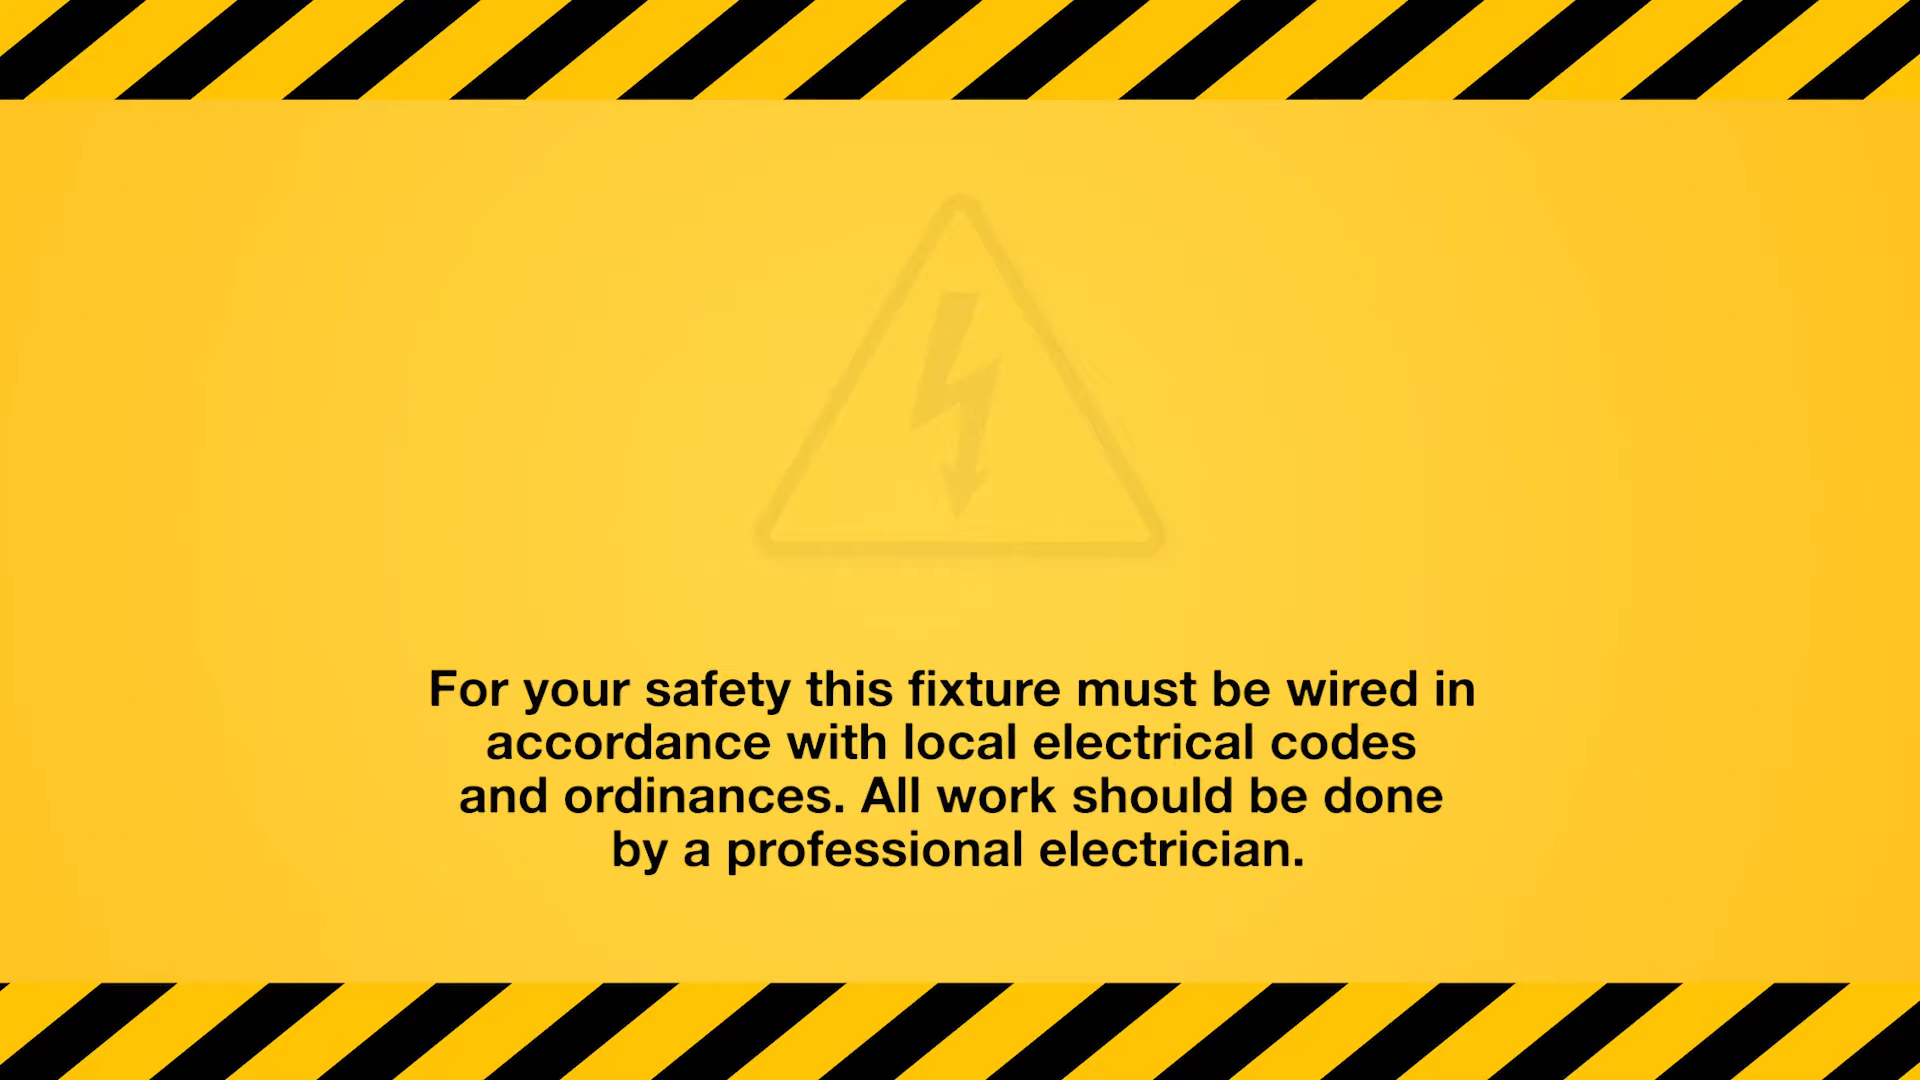 For your safety this fixture must be wired in
accordance with local electrical codes
and ordinances. All work should be done
by a professional electrician.